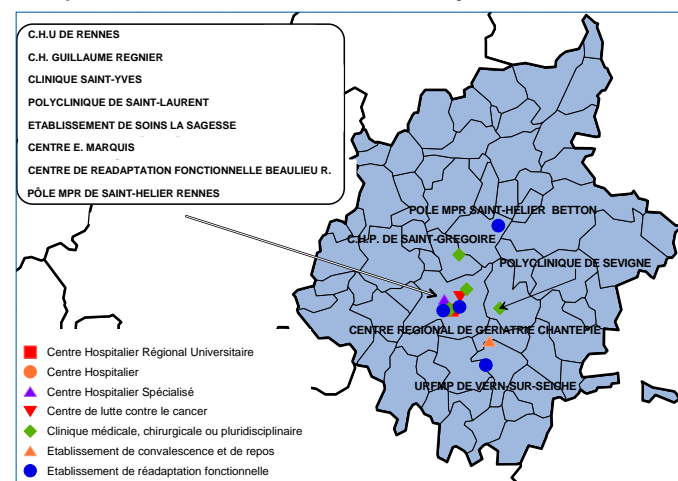 C.H.U DE RENNES
C.H. GUILLAUME REGNIER
CLINIQUE SAINT-YVES
POLYCLINIQUE DE SAINT-LAURENT
ETABLISSEMENT DE SOINS LA SAGESSE
CENTRE E. MARQUIS
CENTRE DE READAPTATION FONCTIONNELLE BEAULIEU R.
PÔLE MPR DE SAINT-HELIER RENNES
POLE MPR SAINT-HELIER BETTON
C.H.P. DE SAINT-GREGOIRE
POLYCLINIQUE DE SEVIGNE
CENTRE REGIONAL DE GERIATRIE CHANTEPIE
URFMP DE VERN-SUR-SEICHE
Centre Hospitalier Régional Universitaire
Centre Hospitalier
Centre Hospitalier Spécialisé
Centre de lutte contre le cancer
Clinique médicale, chirurgicale ou pluridisciplinaire
Etablissement de convalescence et de repos
Etablissement de réadaptation fonctionnelle